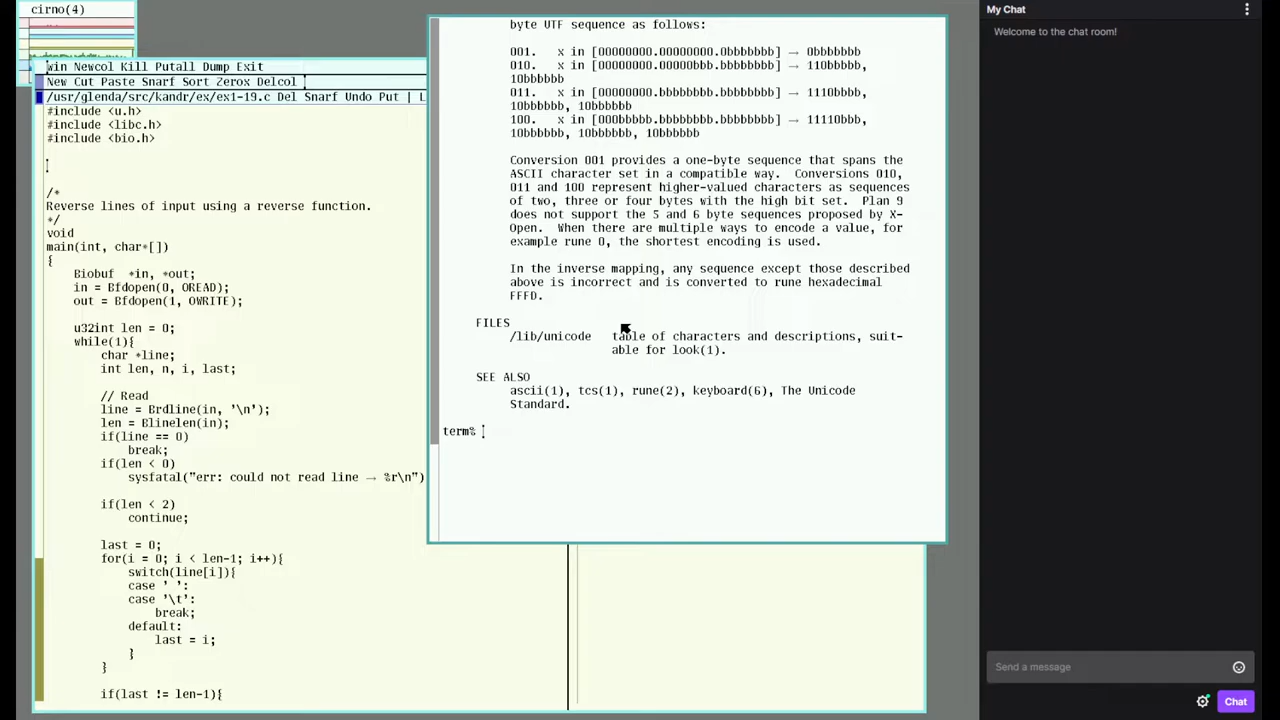 cirno(4)
win Newcol Kill Putall Dump Exit
New Cut Paste Snarf Sort Zerox Delcol
/usr/glenda/src/kandr/ex/ex1-19.c Del Snarf Undo Put | L
#include <u.h>
#include <libc.h>
#include <bio.h>
/*
Reverse lines of input using a reverse function.
*/
void
main(int, char*[])
{
Biobuf *in, *out;
in = Bfdopen(0, OREAD);
out = Bfdopen(1, OWRITE);
u32int len = 0;
while(1){
char *line;
int len, n, i, last;
// Read
line = Brdline(in, '\n');
len = Blinelen(in);
if(line == 0)
break;
if(len < 0)
sysfatal("err: could not read line → %r\n")
if(len < 2)
continue;
last = 0;
for(i = 0; i < len-1; i++){
switch(line[i]){
case ' ':
case '\t':
break;
default:
last = i;
}
}
if(last != len-1){
byte UTF sequence as follows:
001. x in [00000000.00000000.0bbbbbbb] → 0bbbbbbb
010. x in [00000000.00000bbb.bbbbbbbb] → 110bbbbb,
10bbbbbb
011. x in [00000000.bbbbbbbb.bbbbbbbb] → 1110bbbb,
10bbbbbb, 10bbbbbb
100. x in [000bbbbb.bbbbbbbb.bbbbbbbb] → 11110bbb,
10bbbbbb, 10bbbbbb, 10bbbbbb
Conversion 001 provides a one-byte sequence that spans the
ASCII character set in a compatible way. Conversions 010,
011 and 100 represent higher-valued characters as sequences
of two, three or four bytes with the high bit set. Plan 9
does not support the 5 and 6 byte sequences proposed by X-
Open. When there are multiple ways to encode a value, for
example rune 0, the shortest encoding is used.
In the inverse mapping, any sequence except those described
above is incorrect and is converted to rune hexadecimal
FFFD.
FILES
/lib/unicode table of characters and descriptions, suit-
able for look(1).
SEE ALSO
ascii(1), tcs(1), rune(2), keyboard(6), The Unicode
Standard.
term%
My Chat
Welcome to the chat room!
Send a message
Chat